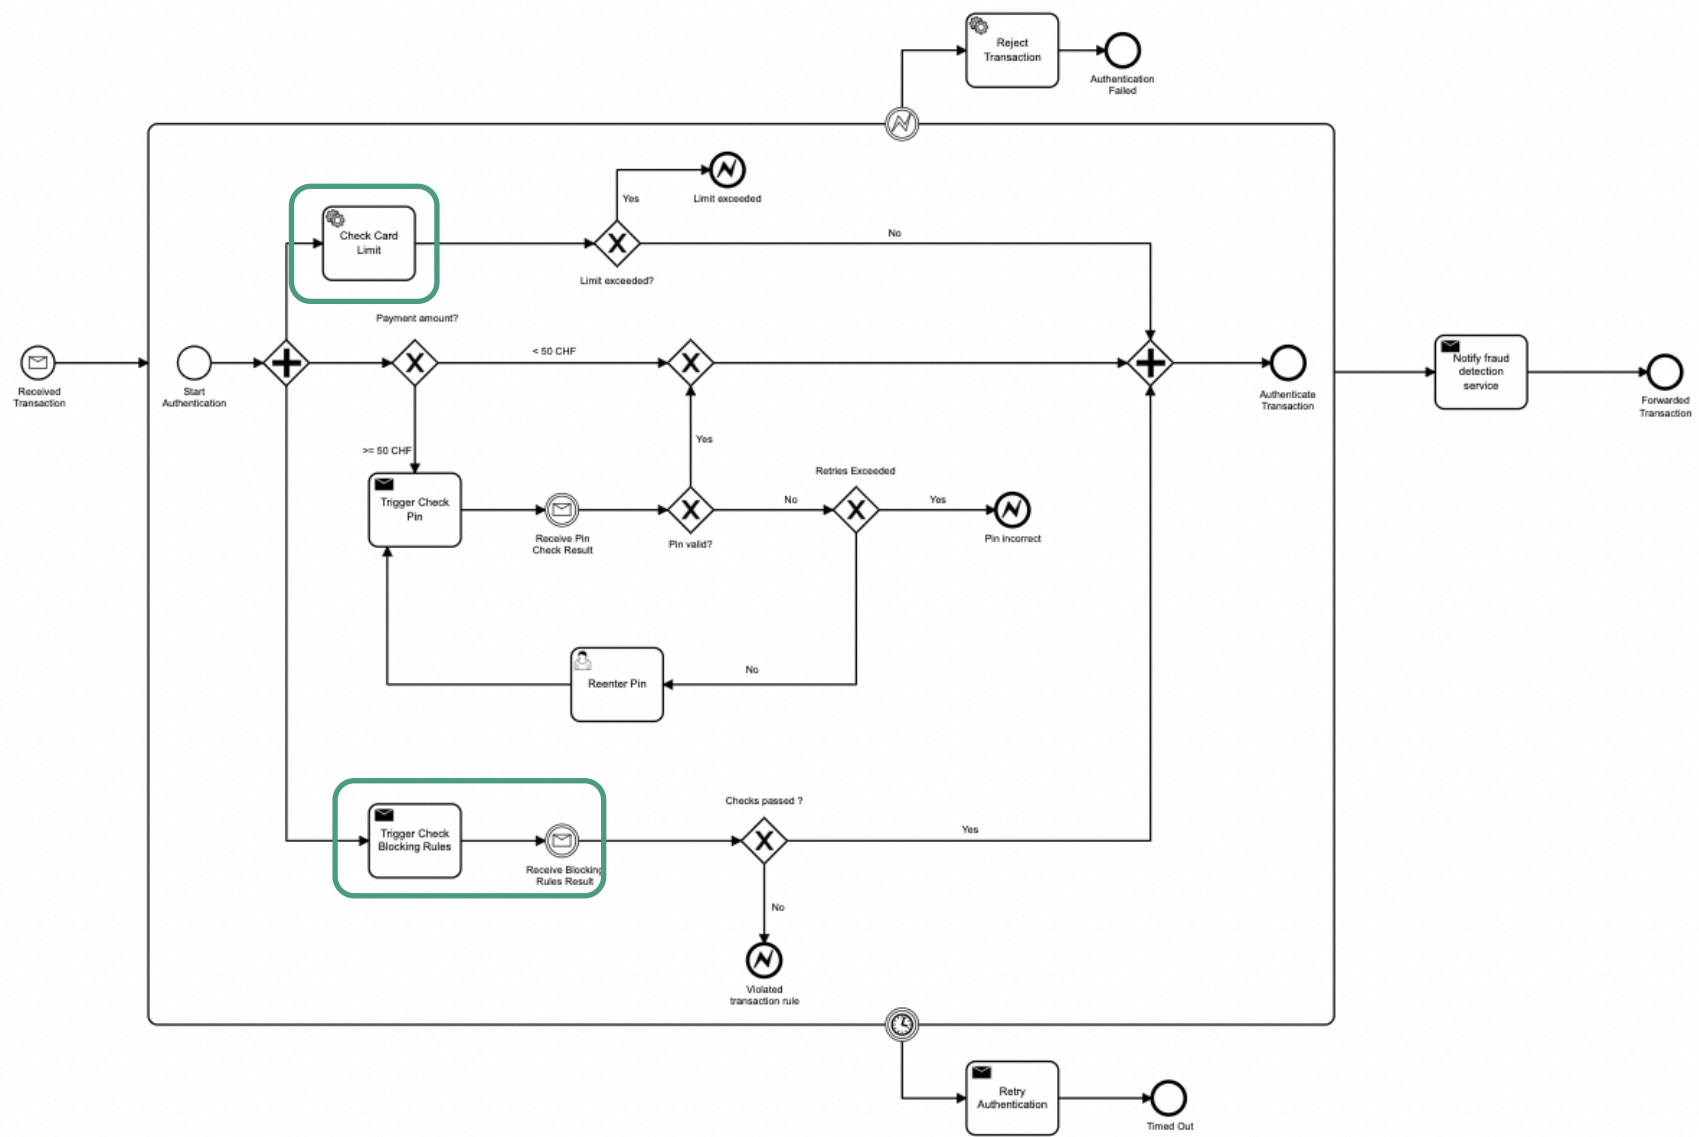 Reject
Transaction
Authentication
Failed
Yes
Limit exceeded
Check Card
Limit
No
Limit exceeded?
Payment amount?
< 50 CHF
Received
Transaction
Start
Authentication
Authenticate
Transaction
Notify fraud
detection
service
Forwarded
Transaction
Yes
>= 50 CHF
Retries Exceeded
Trigger Check
Pin
No
Yes
Receive Pin
Check Result
Pin valid?
Pin incorrect
Reenter Pin
No
Checks passed ?
Trigger Check
Blocking Rules
Yes
Receive Blocking
Rules Result
No
Violated
transaction rule
Retry
Authentication
Timed Out